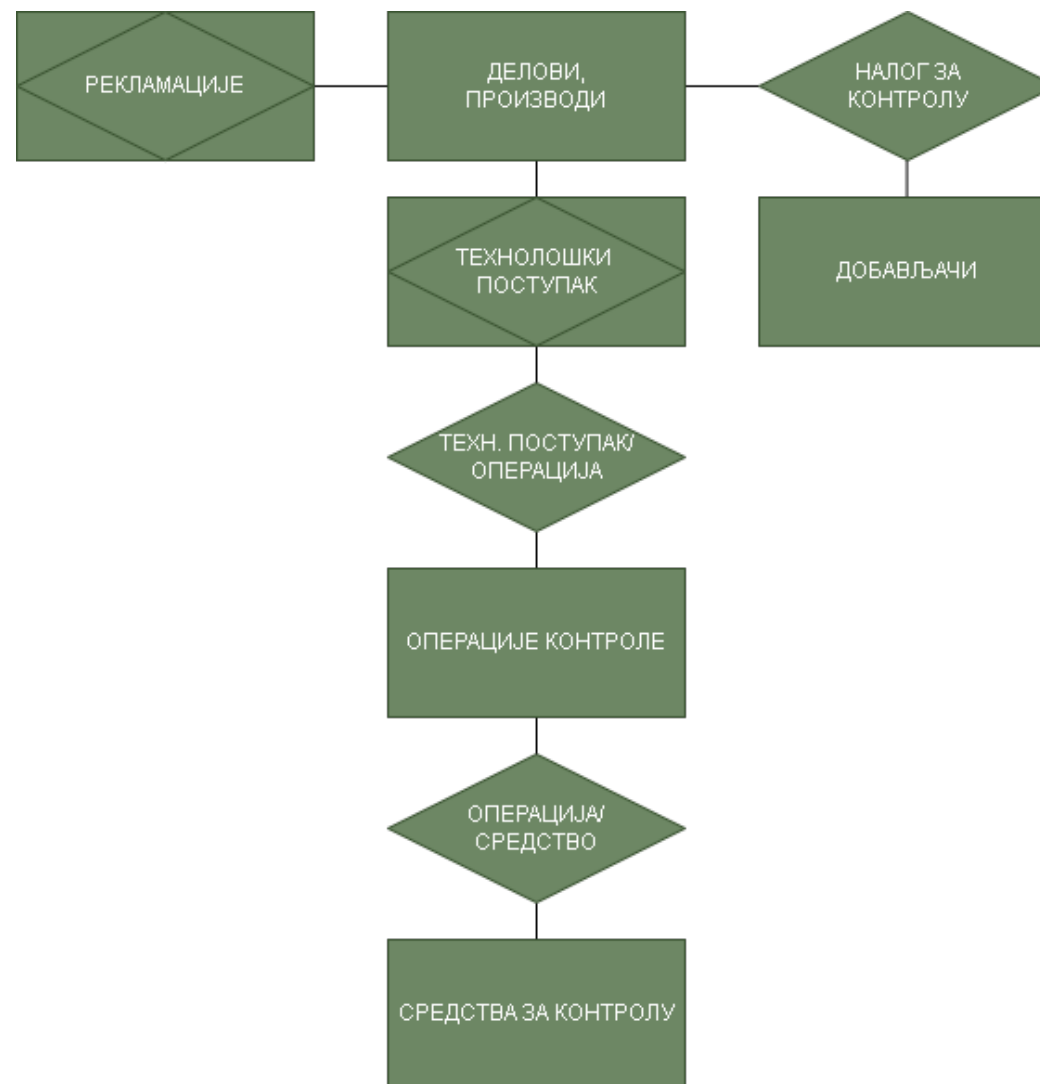 РЕКЛАМАЦИЈЕ
ДЕЛОВИ,
ПРОИЗВОДИ
НАЛОГ ЗА
КОНТРОЛУ
ТЕХНОЛОШКИ
ПОСТУПАК
ДОБАВЉАЧИ
ТЕХН. ПОСТУПАК/
ОПЕРАЦИЈА
ОПЕРАЦИЈЕ КОНТРОЛЕ
ОПЕРАЦИЈА/
СРЕДСТВО
СРЕДСТВА ЗА КОНТРОЛУ